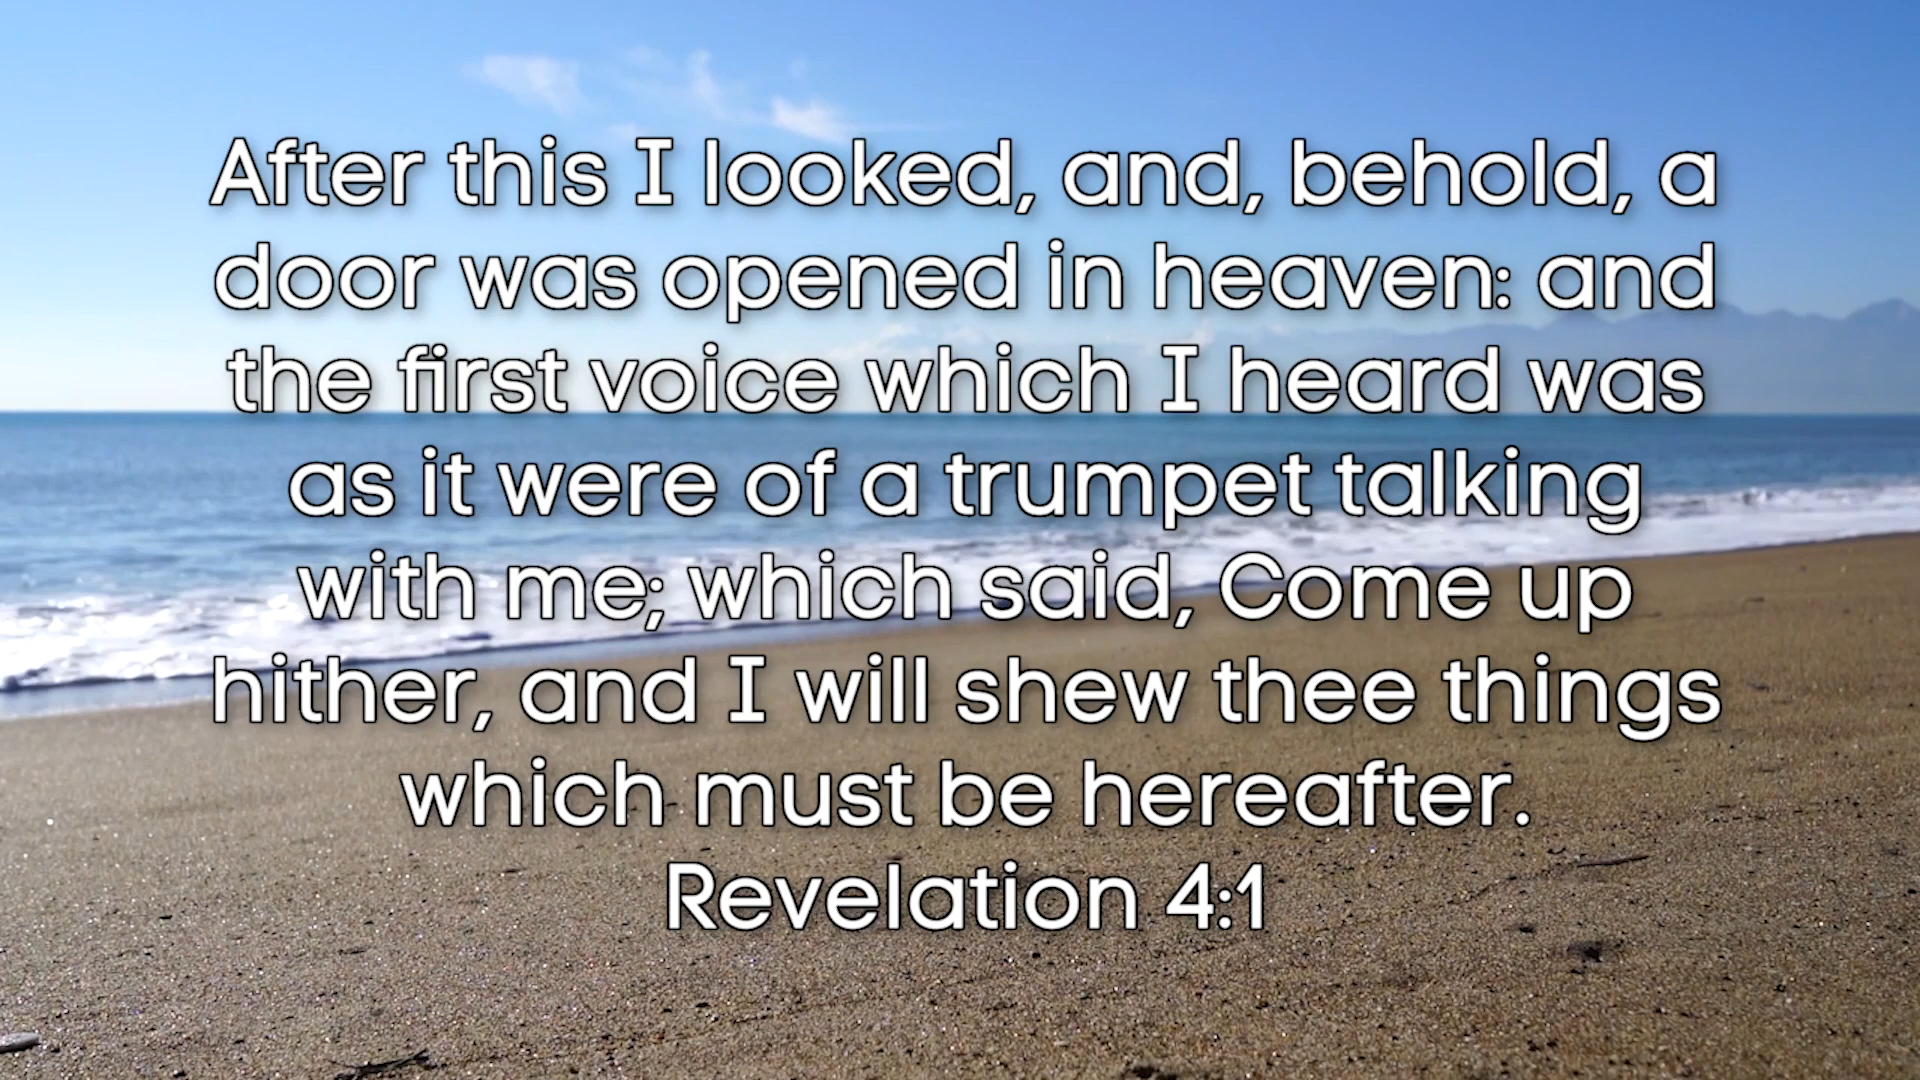 After this I looked, and, behold, a
door was opened in heaven: and
the first voice which I heard was
as it were of a trumpet talking
with me; which said, Come up
hither, and I will shew thee things
which must be hereafter.
Revelation 4:1